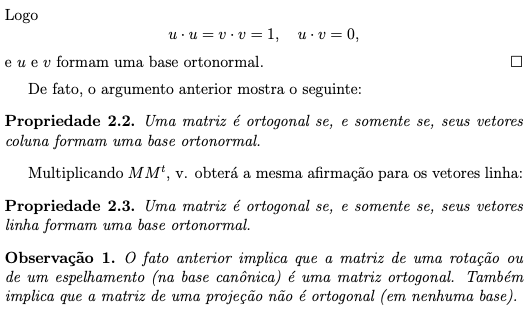 Logo
u · u = v · v = 1,    u · v = 0,
e u e v formam uma base ortonormal. □
De fato, o argumento anterior mostra o seguinte:
Propriedade 2.2. Uma matriz é ortogonal se, e somente se, seus vetores
coluna formam uma base ortonormal.
Multiplicando MMᵗ, v. obterá a mesma afirmação para os vetores linha:
Propriedade 2.3. Uma matriz é ortogonal se, e somente se, seus vetores
linha formam uma base ortonormal.
Observação 1. O fato anterior implica que a matriz de uma rotação ou
de um espelhamento (na base canônica) é uma matriz ortogonal. Também
implica que a matriz de uma projeção não é ortogonal (em nenhuma base).